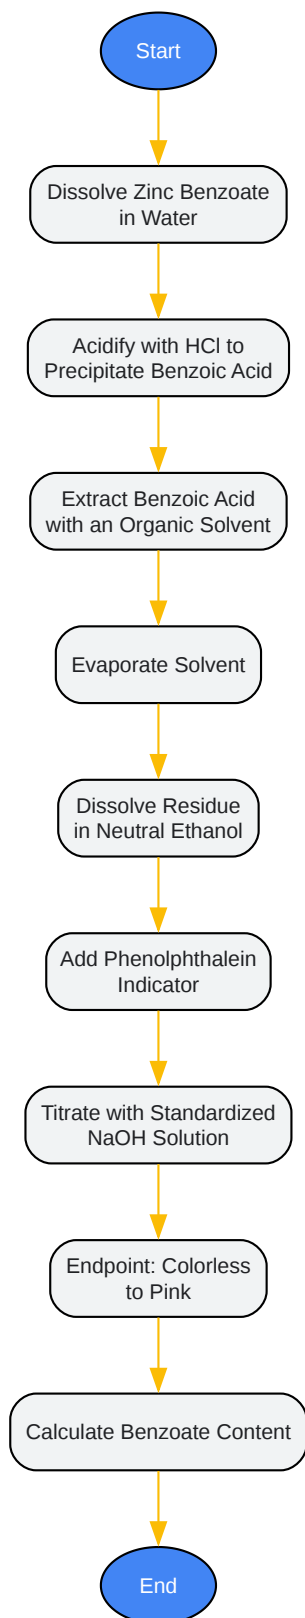 Start
Dissolve Zinc Benzoate
in Water
Acidify with HCl to
Precipitate Benzoic Acid
Extract Benzoic Acid
with an Organic Solvent
Evaporate Solvent
Dissolve Residue
in Neutral Ethanol
Add Phenolphthalein
Indicator
Titrate with Standardized
NaOH Solution
Endpoint: Colorless
to Pink
Calculate Benzoate Content
End